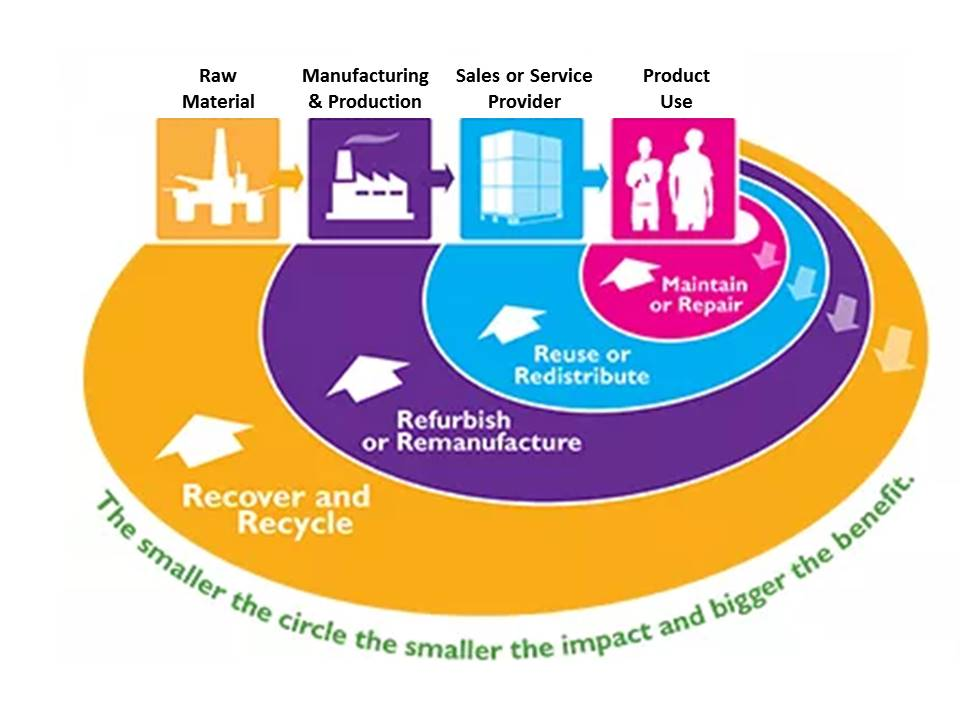 Raw
Material
Manufacturing
& Production
Sales or Service
Provider
Product
Use
Maintain
or Repair
Reuse or
Redistribute
Refurbish
or Remanufacture
Recover and
Recycle
The smaller the circle the smaller the impact and bigger the benefit.